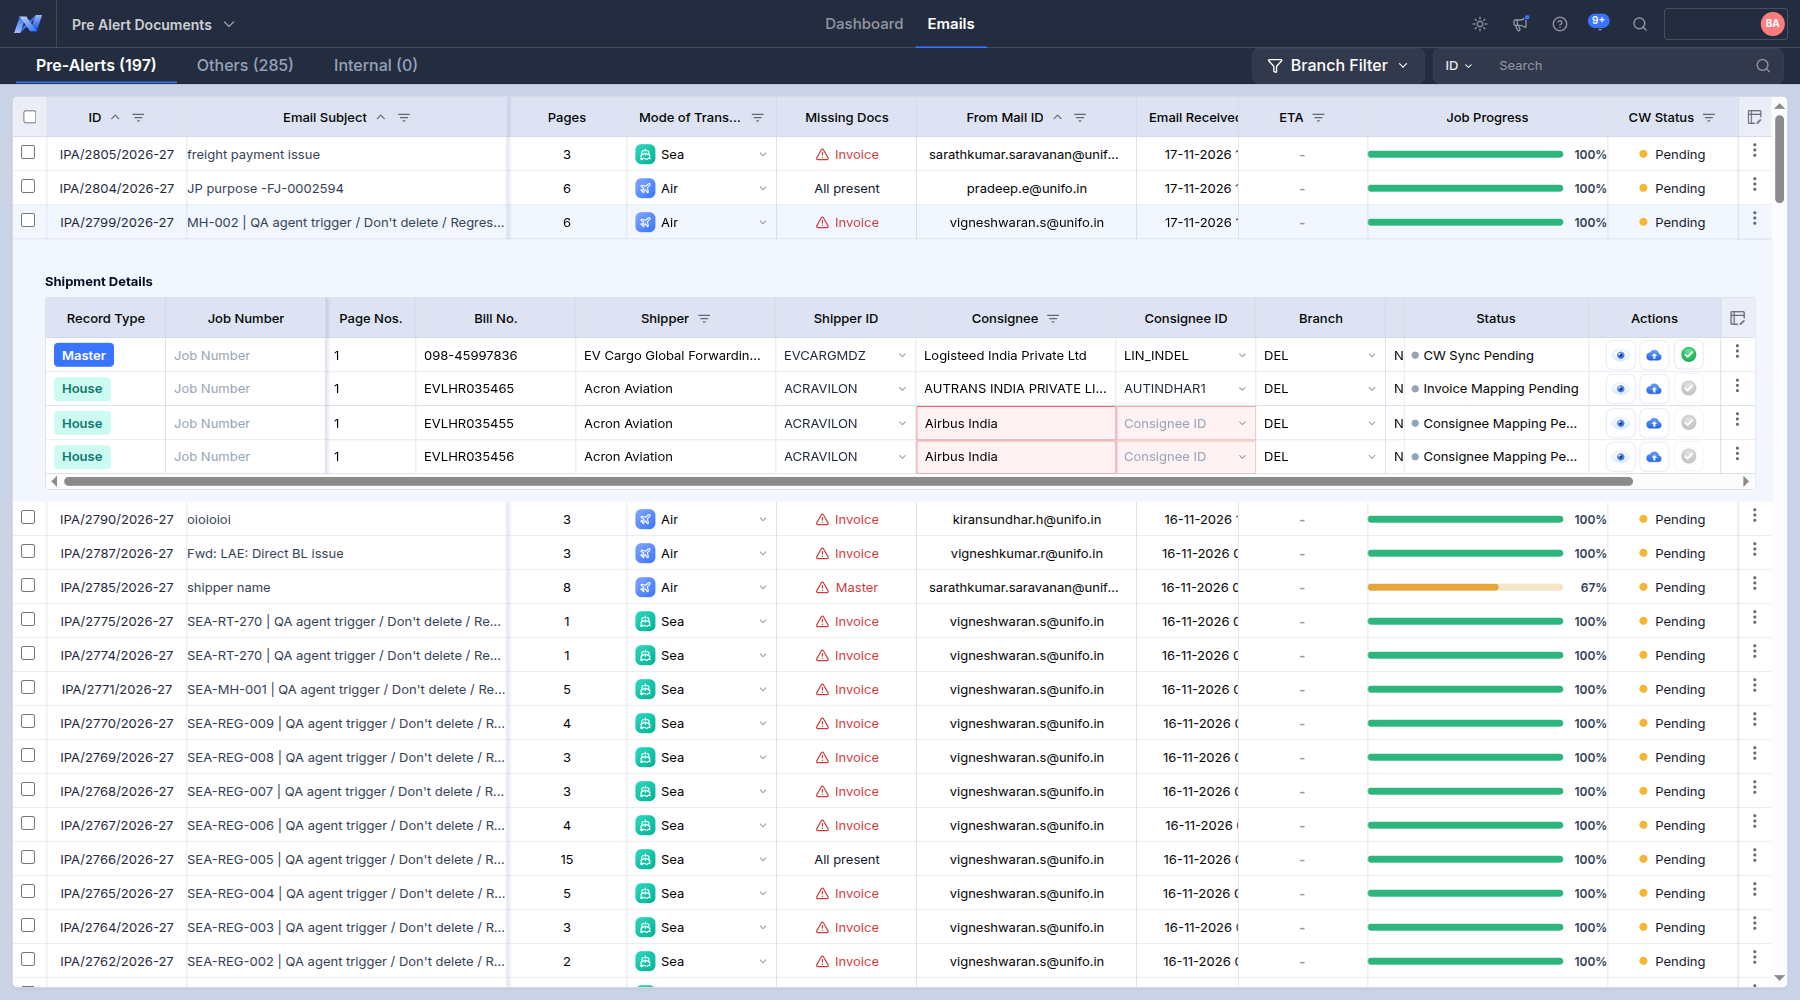 Pre Alert Documents
Dashboard
Emails
9+
BA
Pre-Alerts (197)
Others (285)
Internal (0)
Branch Filter
ID
Search
ID Email Subject Pages Mode of Trans... Missing Docs From Mail ID Email Received ETA Job Progress CW Status
IPA/2805/2026-27 freight payment issue 3 Sea Invoice sarathkumar.saravanan@unif... 17-11-2026 - 100% Pending
IPA/2804/2026-27 JP purpose -FJ-0002594 6 Air All present pradeep.e@unifo.in 17-11-2026 - 100% Pending
IPA/2799/2026-27 MH-002 | QA agent trigger / Don't delete / Regres... 6 Air Invoice vigneshwaran.s@unifo.in 17-11-2026 - 100% Pending
Shipment Details
Record Type Job Number Page Nos. Bill No. Shipper Shipper ID Consignee Consignee ID Branch Status Actions
Master Job Number 1 098-45997836 EV Cargo Global Forwardin... EVCARGMDZ Logisteed India Private Ltd LIN_INDEL DEL N CW Sync Pending
House Job Number 1 EVLHR035465 Acron Aviation ACRAVILON AUTRANS INDIA PRIVATE LI... AUTINDHAR1 DEL N Invoice Mapping Pending
House Job Number 1 EVLHR035455 Acron Aviation ACRAVILON Airbus India Consignee ID DEL N Consignee Mapping Pe...
House Job Number 1 EVLHR035456 Acron Aviation ACRAVILON Airbus India Consignee ID DEL N Consignee Mapping Pe...
IPA/2790/2026-27 oioioioi 3 Air Invoice kiransundhar.h@unifo.in 16-11-2026 - 100% Pending
IPA/2787/2026-27 Fwd: LAE: Direct BL issue 3 Air Invoice vigneshkumar.r@unifo.in 16-11-2026 0 - 100% Pending
IPA/2785/2026-27 shipper name 8 Air Master sarathkumar.saravanan@unif... 16-11-2026 0 - 67% Pending
IPA/2775/2026-27 SEA-RT-270 | QA agent trigger / Don't delete / Re... 1 Sea Invoice vigneshwaran.s@unifo.in 16-11-2026 0 - 100% Pending
IPA/2774/2026-27 SEA-RT-270 | QA agent trigger / Don't delete / Re... 1 Sea Invoice vigneshwaran.s@unifo.in 16-11-2026 0 - 100% Pending
IPA/2771/2026-27 SEA-MH-001 | QA agent trigger / Don't delete / Re... 5 Sea Invoice vigneshwaran.s@unifo.in 16-11-2026 0 - 100% Pending
IPA/2770/2026-27 SEA-REG-009 | QA agent trigger / Don't delete / R... 4 Sea Invoice vigneshwaran.s@unifo.in 16-11-2026 0 - 100% Pending
IPA/2769/2026-27 SEA-REG-008 | QA agent trigger / Don't delete / R... 3 Sea Invoice vigneshwaran.s@unifo.in 16-11-2026 0 - 100% Pending
IPA/2768/2026-27 SEA-REG-007 | QA agent trigger / Don't delete / R... 3 Sea Invoice vigneshwaran.s@unifo.in 16-11-2026 0 - 100% Pending
IPA/2767/2026-27 SEA-REG-006 | QA agent trigger / Don't delete / R... 4 Sea Invoice vigneshwaran.s@unifo.in 16-11-2026 - 100% Pending
IPA/2766/2026-27 SEA-REG-005 | QA agent trigger / Don't delete / R... 15 Sea All present vigneshwaran.s@unifo.in 16-11-2026 0 - 100% Pending
IPA/2765/2026-27 SEA-REG-004 | QA agent trigger / Don't delete / R... 5 Sea Invoice vigneshwaran.s@unifo.in 16-11-2026 0 - 100% Pending
IPA/2764/2026-27 SEA-REG-003 | QA agent trigger / Don't delete / R... 3 Sea Invoice vigneshwaran.s@unifo.in 16-11-2026 0 - 100% Pending
IPA/2762/2026-27 SEA-REG-002 | QA agent trigger / Don't delete / R... 2 Sea Invoice vigneshwaran.s@unifo.in 16-11-2026 0 - 100% Pending